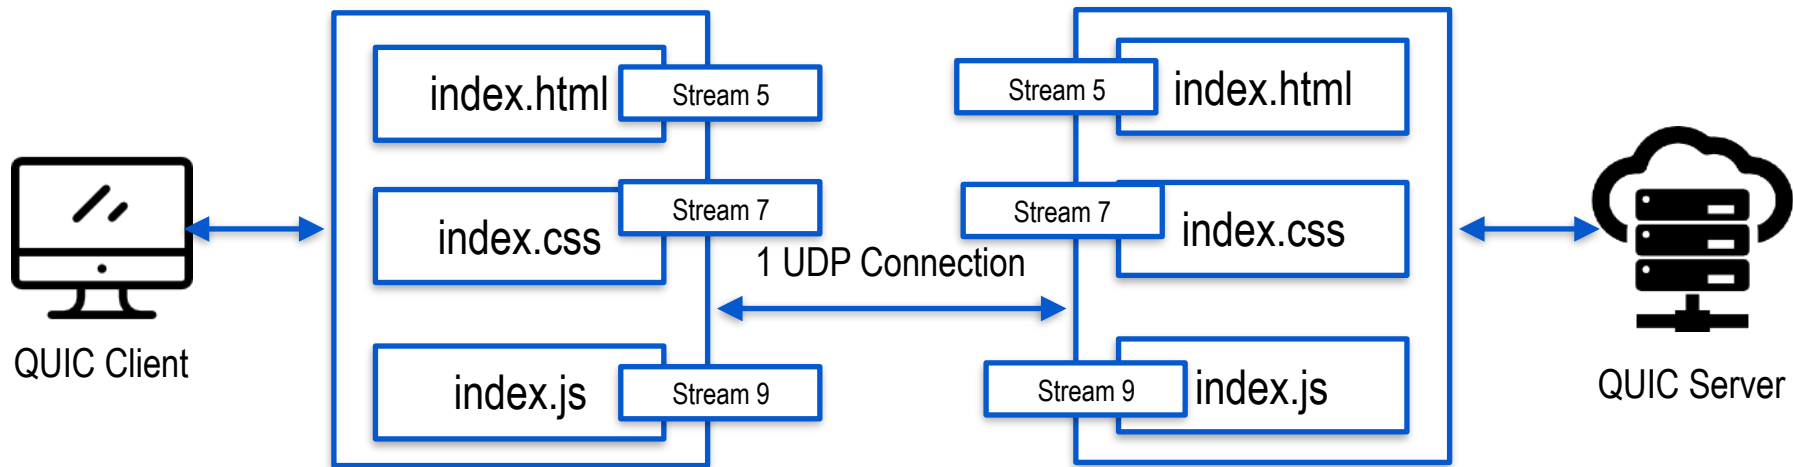 index.html
Stream 5
Stream 5
index.html
index.css
Stream 7
Stream 7
index.css
1 UDP Connection
index.js
Stream 9
Stream 9
index.js
QUIC Client
QUIC Server